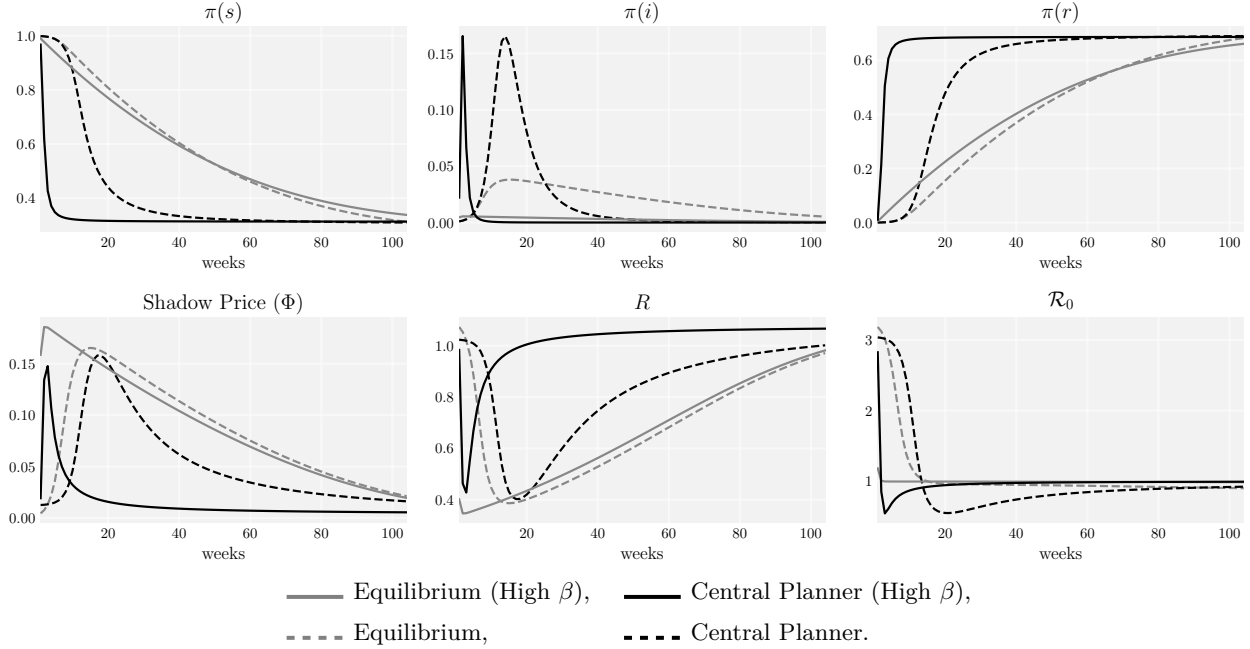 π(s)
π(i)
π(r)
1.0
0.8
0.6
0.4
20 40 60 80 100
weeks
0.15
0.10
0.05
0.00
20 40 60 80 100
weeks
0.6
0.4
0.2
0.0
20 40 60 80 100
weeks
Shadow Price (Φ)
R
ℛ₀
0.15
0.10
0.05
0.00
20 40 60 80 100
weeks
1.0
0.8
0.6
0.4
20 40 60 80 100
weeks
3
2
1
20 40 60 80 100
weeks
Equilibrium (High β), Central Planner (High β),
Equilibrium, Central Planner.